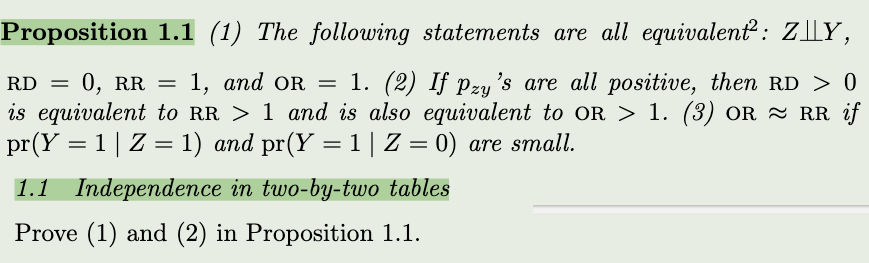 Proposition 1.1 (1) The following statements are all equivalent²: Z⫫Y,
RD = 0, RR = 1, and OR = 1. (2) If p_zy's are all positive, then RD > 0
is equivalent to RR > 1 and is also equivalent to OR > 1. (3) OR ≈ RR if
pr(Y = 1 | Z = 1) and pr(Y = 1 | Z = 0) are small.
1.1 Independence in two-by-two tables
Prove (1) and (2) in Proposition 1.1.